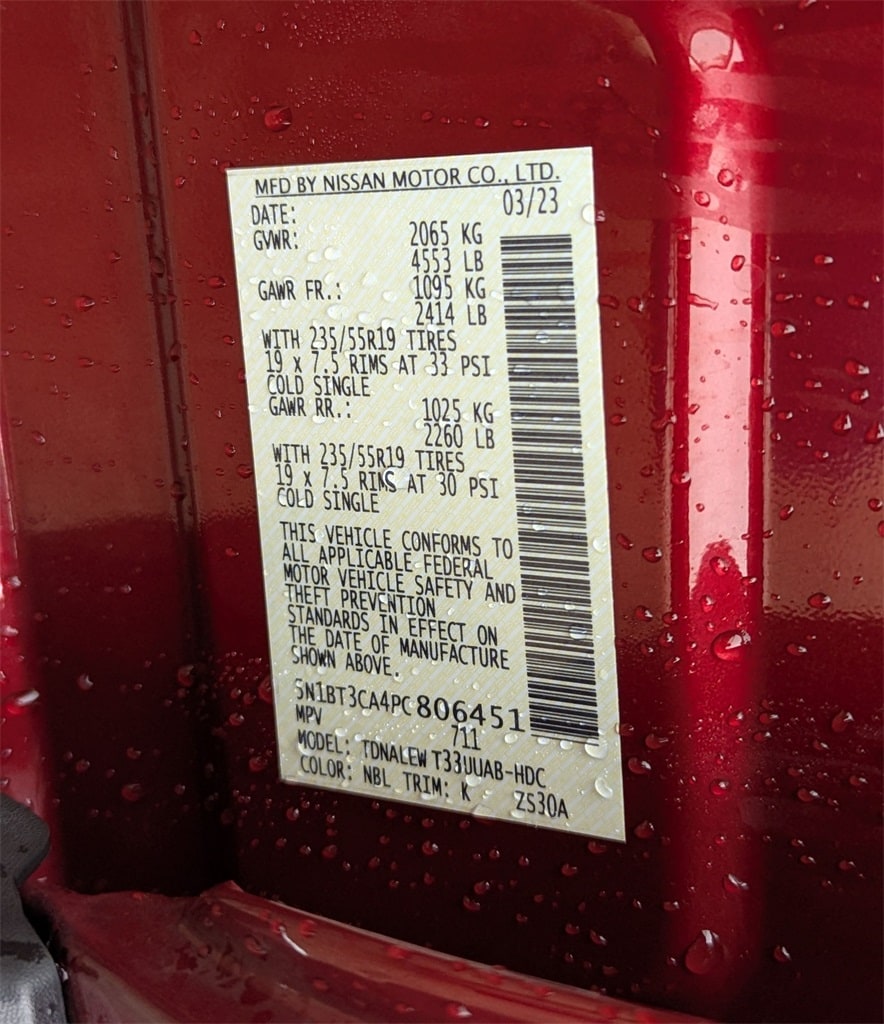 MFD BY NISSAN MOTOR CO., LTD.
DATE: 03/23
GVWR: 2065 KG
4553 LB
GAWR FR.: 1095 KG
2414 LB
WITH 235/55R19 TIRES
19 X 7.5 RIMS AT 33 PSI
COLD SINGLE
GAWR RR.: 1025 KG
2260 LB
WITH 235/55R19 TIRES
19 X 7.5 RIMS AT 30 PSI
COLD SINGLE
THIS VEHICLE CONFORMS TO
ALL APPLICABLE FEDERAL
MOTOR VEHICLE SAFETY AND
THEFT PREVENTION
STANDARDS IN EFFECT ON
THE DATE OF MANUFACTURE
SHOWN ABOVE.
5N1BT3CA4PC806451
MPV 711
MODEL: TDNALEW T33UUAB-HDC
COLOR: NBL TRIM: K ZS30A